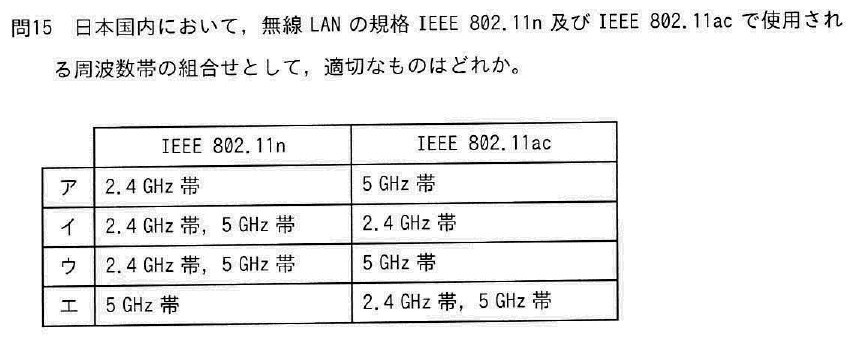 問15 日本国内において，無線 LAN の規格 IEEE 802.11n 及び IEEE 802.11ac で使用され
る周波数帯の組合せとして，適切なものはどれか。
IEEE 802.11n IEEE 802.11ac
ア 2.4 GHz 帯 5 GHz 帯
イ 2.4 GHz 帯，5 GHz 帯 2.4 GHz 帯
ウ 2.4 GHz 帯，5 GHz 帯 5 GHz 帯
エ 5 GHz 帯 2.4 GHz 帯，5 GHz 帯